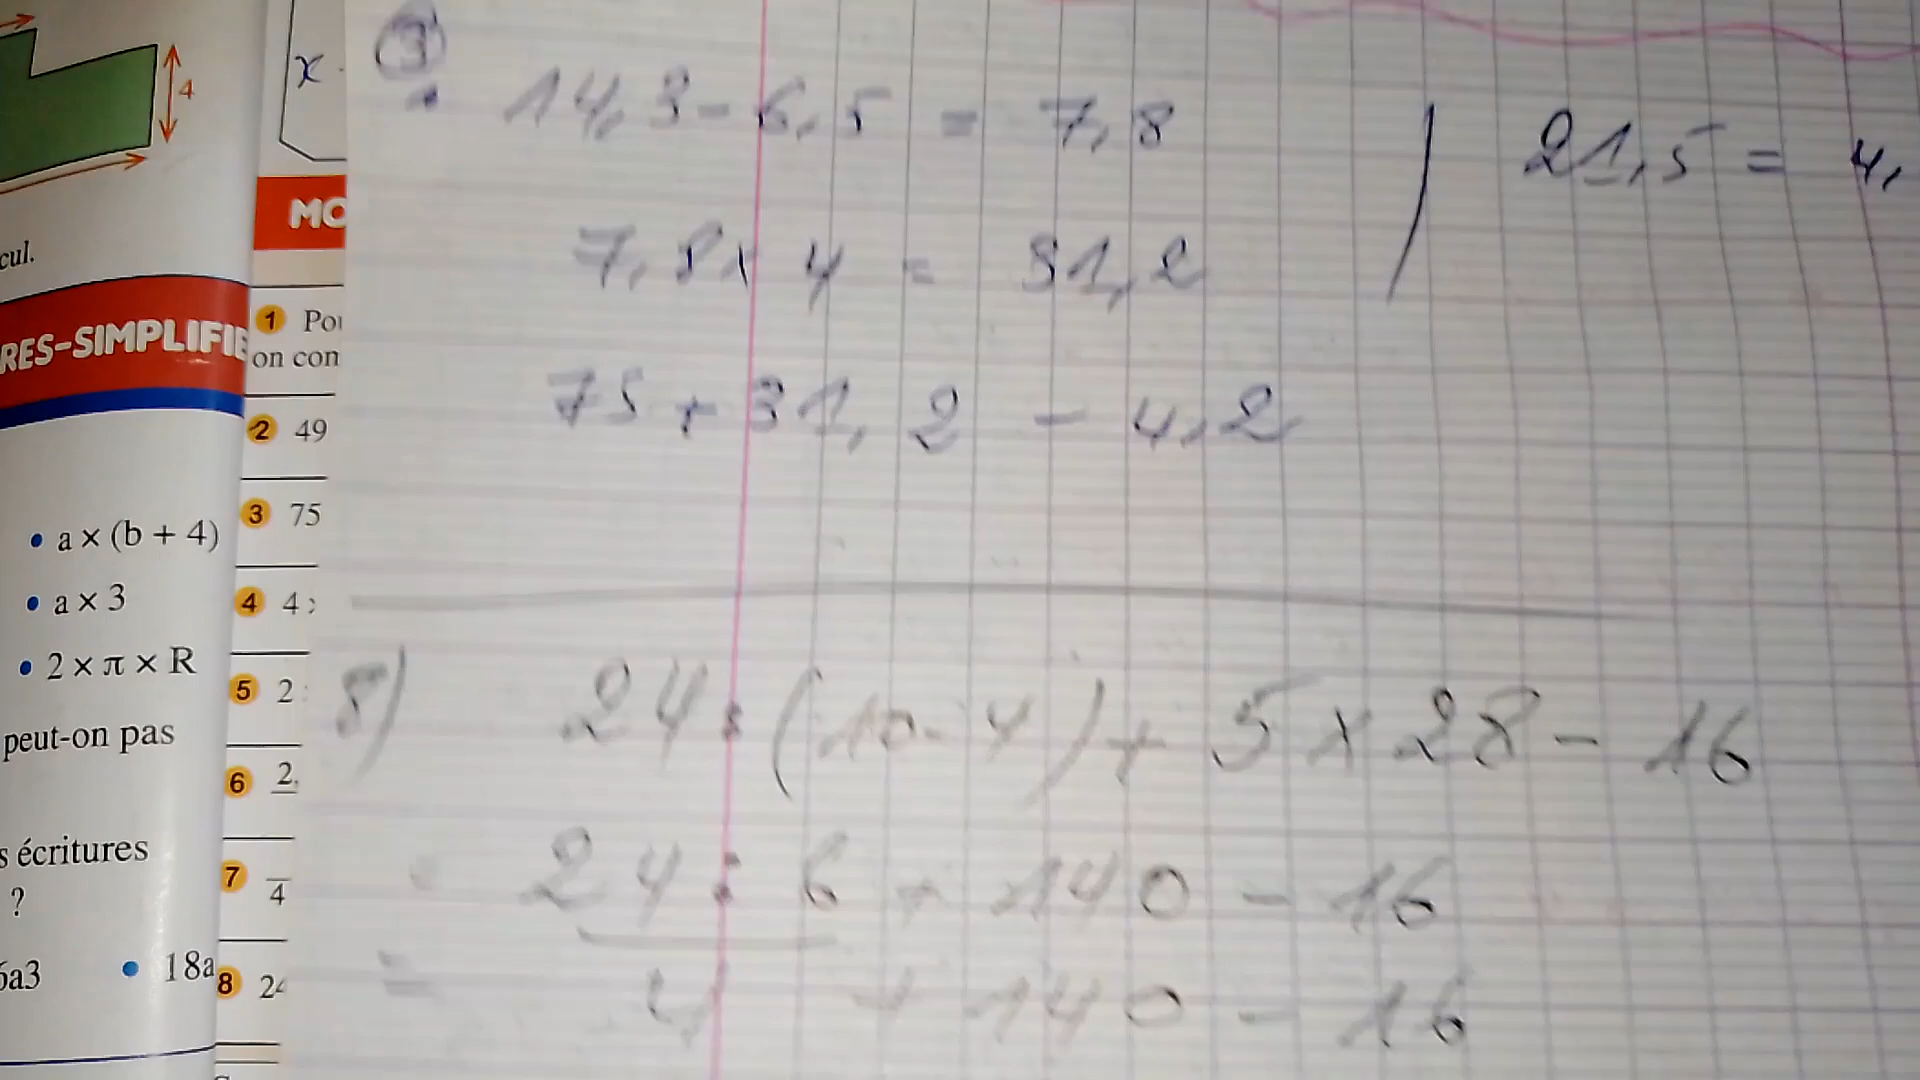 4
cul.
RES-SIMPLIFIE
• a × (b + 4)
• a × 3
• 2 × π × R
peut-on pas
s écritures
?
6a3 • 18a
x
MO
1 Pou
on con
2 49
3 75
4 4
5 2
6 2,
7 4
8 24
3
14,3 - 6,5 = 7,8
7,8 x 4 = 31,2
75 + 31,2 - 4,2
21,5 = 4,
8) 24 : (10 - 4) + 5 x 28 - 16
= 24 : 6 + 140 - 16
= 4 + 140 - 16